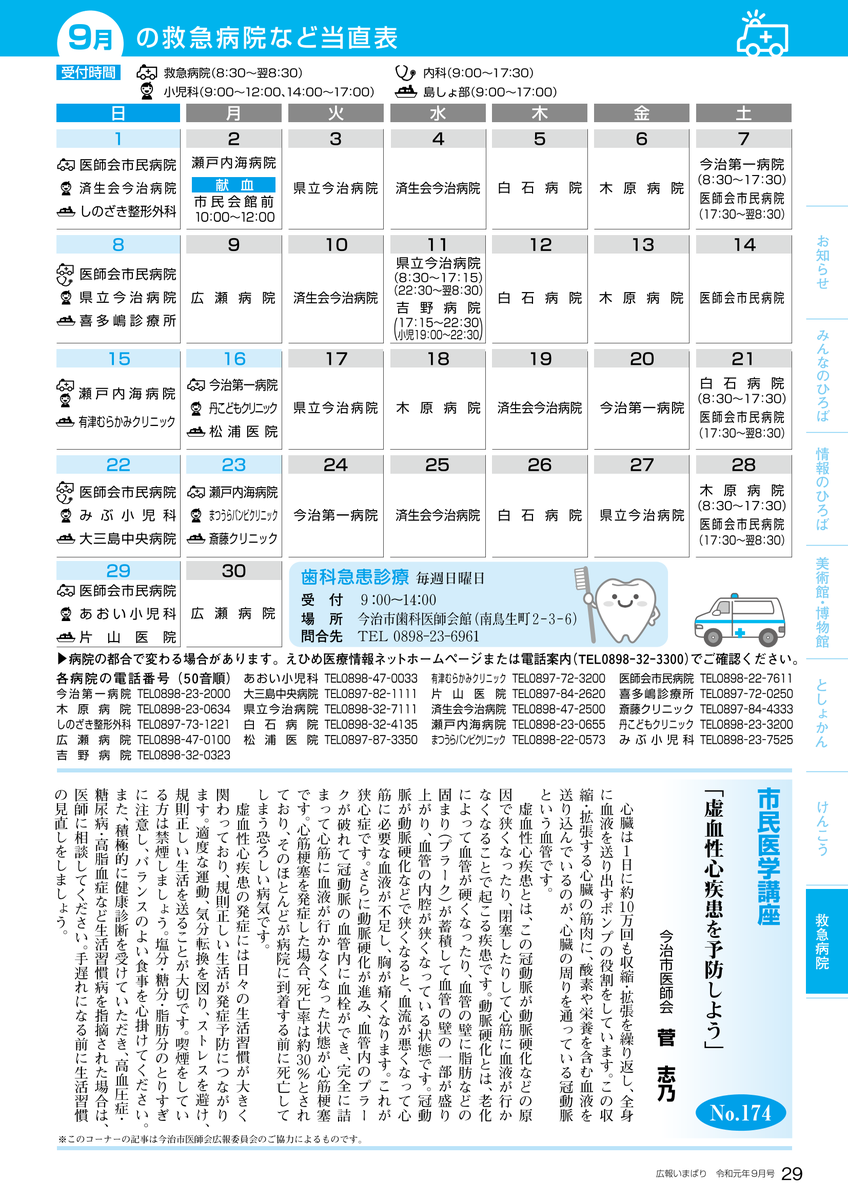 9月 の救急病院など当直表
受付時間 救急病院(8:30～翌8:30) 内科(9:00～17:30)
小児科(9:00～12:00、14:00～17:00) 島しょ部(9:00～17:00)
日 月 火 水 木 金 土
1
医師会市民病院
済生会今治病院
しのざき整形外科
2
瀬戸内海病院
献血
市民会館前
10:00～12:00
3
県立今治病院
4
済生会今治病院
5
白石病院
6
木原病院
7
今治第一病院
(8:30～17:30)
医師会市民病院
(17:30～翌8:30)
8
医師会市民病院
県立今治病院
喜多嶋診療所
9
広瀬病院
10
済生会今治病院
11
県立今治病院
(8:30～17:15)
(22:30～翌8:30)
吉野病院
(17:15～22:30)
(小児19:00～22:30)
12
白石病院
13
木原病院
14
医師会市民病院
15
瀬戸内海病院
有津むらかみクリニック
16
今治第一病院
丹こどもクリニック
松浦医院
17
県立今治病院
18
木原病院
19
済生会今治病院
20
今治第一病院
21
白石病院
(8:30～17:30)
医師会市民病院
(17:30～翌8:30)
22
医師会市民病院
みぶ小児科
大三島中央病院
23
瀬戸内海病院
まつうらバンビクリニック
斎藤クリニック
24
今治第一病院
25
済生会今治病院
26
白石病院
27
県立今治病院
28
木原病院
(8:30～17:30)
医師会市民病院
(17:30～翌8:30)
29
医師会市民病院
あおい小児科
片山医院
30
広瀬病院
歯科急患診療 毎週日曜日
受付 9:00～14:00
場所 今治市歯科医師会館(南鳥生町2-3-6)
問合先 TEL 0898-23-6961
▶病院の都合で変わる場合があります。えひめ医療情報ネットホームページまたは電話案内(TEL0898-32-3300)でご確認ください。
各病院の電話番号(50音順) あおい小児科 TEL0898-47-0033 有津むらかみクリニック TEL0897-72-3200 医師会市民病院 TEL0898-22-7611
今治第一病院 TEL0898-23-2000 大三島中央病院 TEL0897-82-1111 片山医院 TEL0897-84-2620 喜多嶋診療所 TEL0897-72-0250
木原病院 TEL0898-23-0634 県立今治病院 TEL0898-32-7111 済生会今治病院 TEL0898-47-2500 斎藤クリニック TEL0897-84-4333
しのざき整形外科 TEL0897-73-1221 白石病院 TEL0898-32-4135 瀬戸内海病院 TEL0898-23-0655 丹こどもクリニック TEL0898-23-3200
広瀬病院 TEL0898-47-0100 松浦医院 TEL0897-87-3350 まつうらバンビクリニック TEL0898-22-0573 みぶ小児科 TEL0898-23-7525
吉野病院 TEL0898-32-0323
市民医学講座
「虚血性心疾患を予防しよう」
今治市医師会 菅 志乃
No.174
心臓は1日に約10万回も収縮・拡張を繰り返し、全身
に血液を送り出すポンプの役割をしています。この収
縮・拡張する心臓の筋肉に、酸素や栄養を含む血液を
送り込んでいるのが、心臓の周りを通っている冠動脈
という血管です。
虚血性心疾患とは、この冠動脈が動脈硬化などの原
因で狭くなったり、閉塞したりして心筋に血液が行か
なくなることで起こる疾患です。動脈硬化とは、老化
によって血管が硬くなったり、血管の壁に脂肪などの
固まり(プラーク)が蓄積して血管の壁の一部が盛り
上がり、血管の内腔が狭くなっている状態です。冠動
脈が動脈硬化などで狭くなると、血流が悪くなって心
筋に必要な血液が不足し、胸が痛くなります。これが
狭心症です。さらに動脈硬化が進み、血管内のプラー
クが破れて冠動脈の血管内に血栓ができ、完全に詰
まって心筋に血液が行かなくなった状態が心筋梗塞
です。心筋梗塞を発症した場合、死亡率は約30%とされ
ており、そのほとんどが病院に到着する前に死亡して
しまう恐ろしい病気です。
虚血性心疾患の発症には日々の生活習慣が大きく
関わっており、規則正しい生活が発症予防につながり
ます。適度な運動、気分転換を図り、ストレスを避け、
規則正しい生活を送ることが大切です。喫煙をしてい
る方は禁煙しましょう。塩分・糖分・脂肪分のとりすぎ
に注意し、バランスのよい食事を心掛けてください。
また、積極的に健康診断を受けていただき、高血圧症・
糖尿病・高脂血症など生活習慣病を指摘された場合は、
医師に相談してください。手遅れになる前に生活習慣
の見直しをしましょう。
※このコーナーの記事は今治市医師会広報委員会のご協力によるものです。
お知らせ
みんなのひろば
情報のひろば
美術館・博物館
としょかん
けんこう
救急病院
広報いまばり 令和元年9月号 29